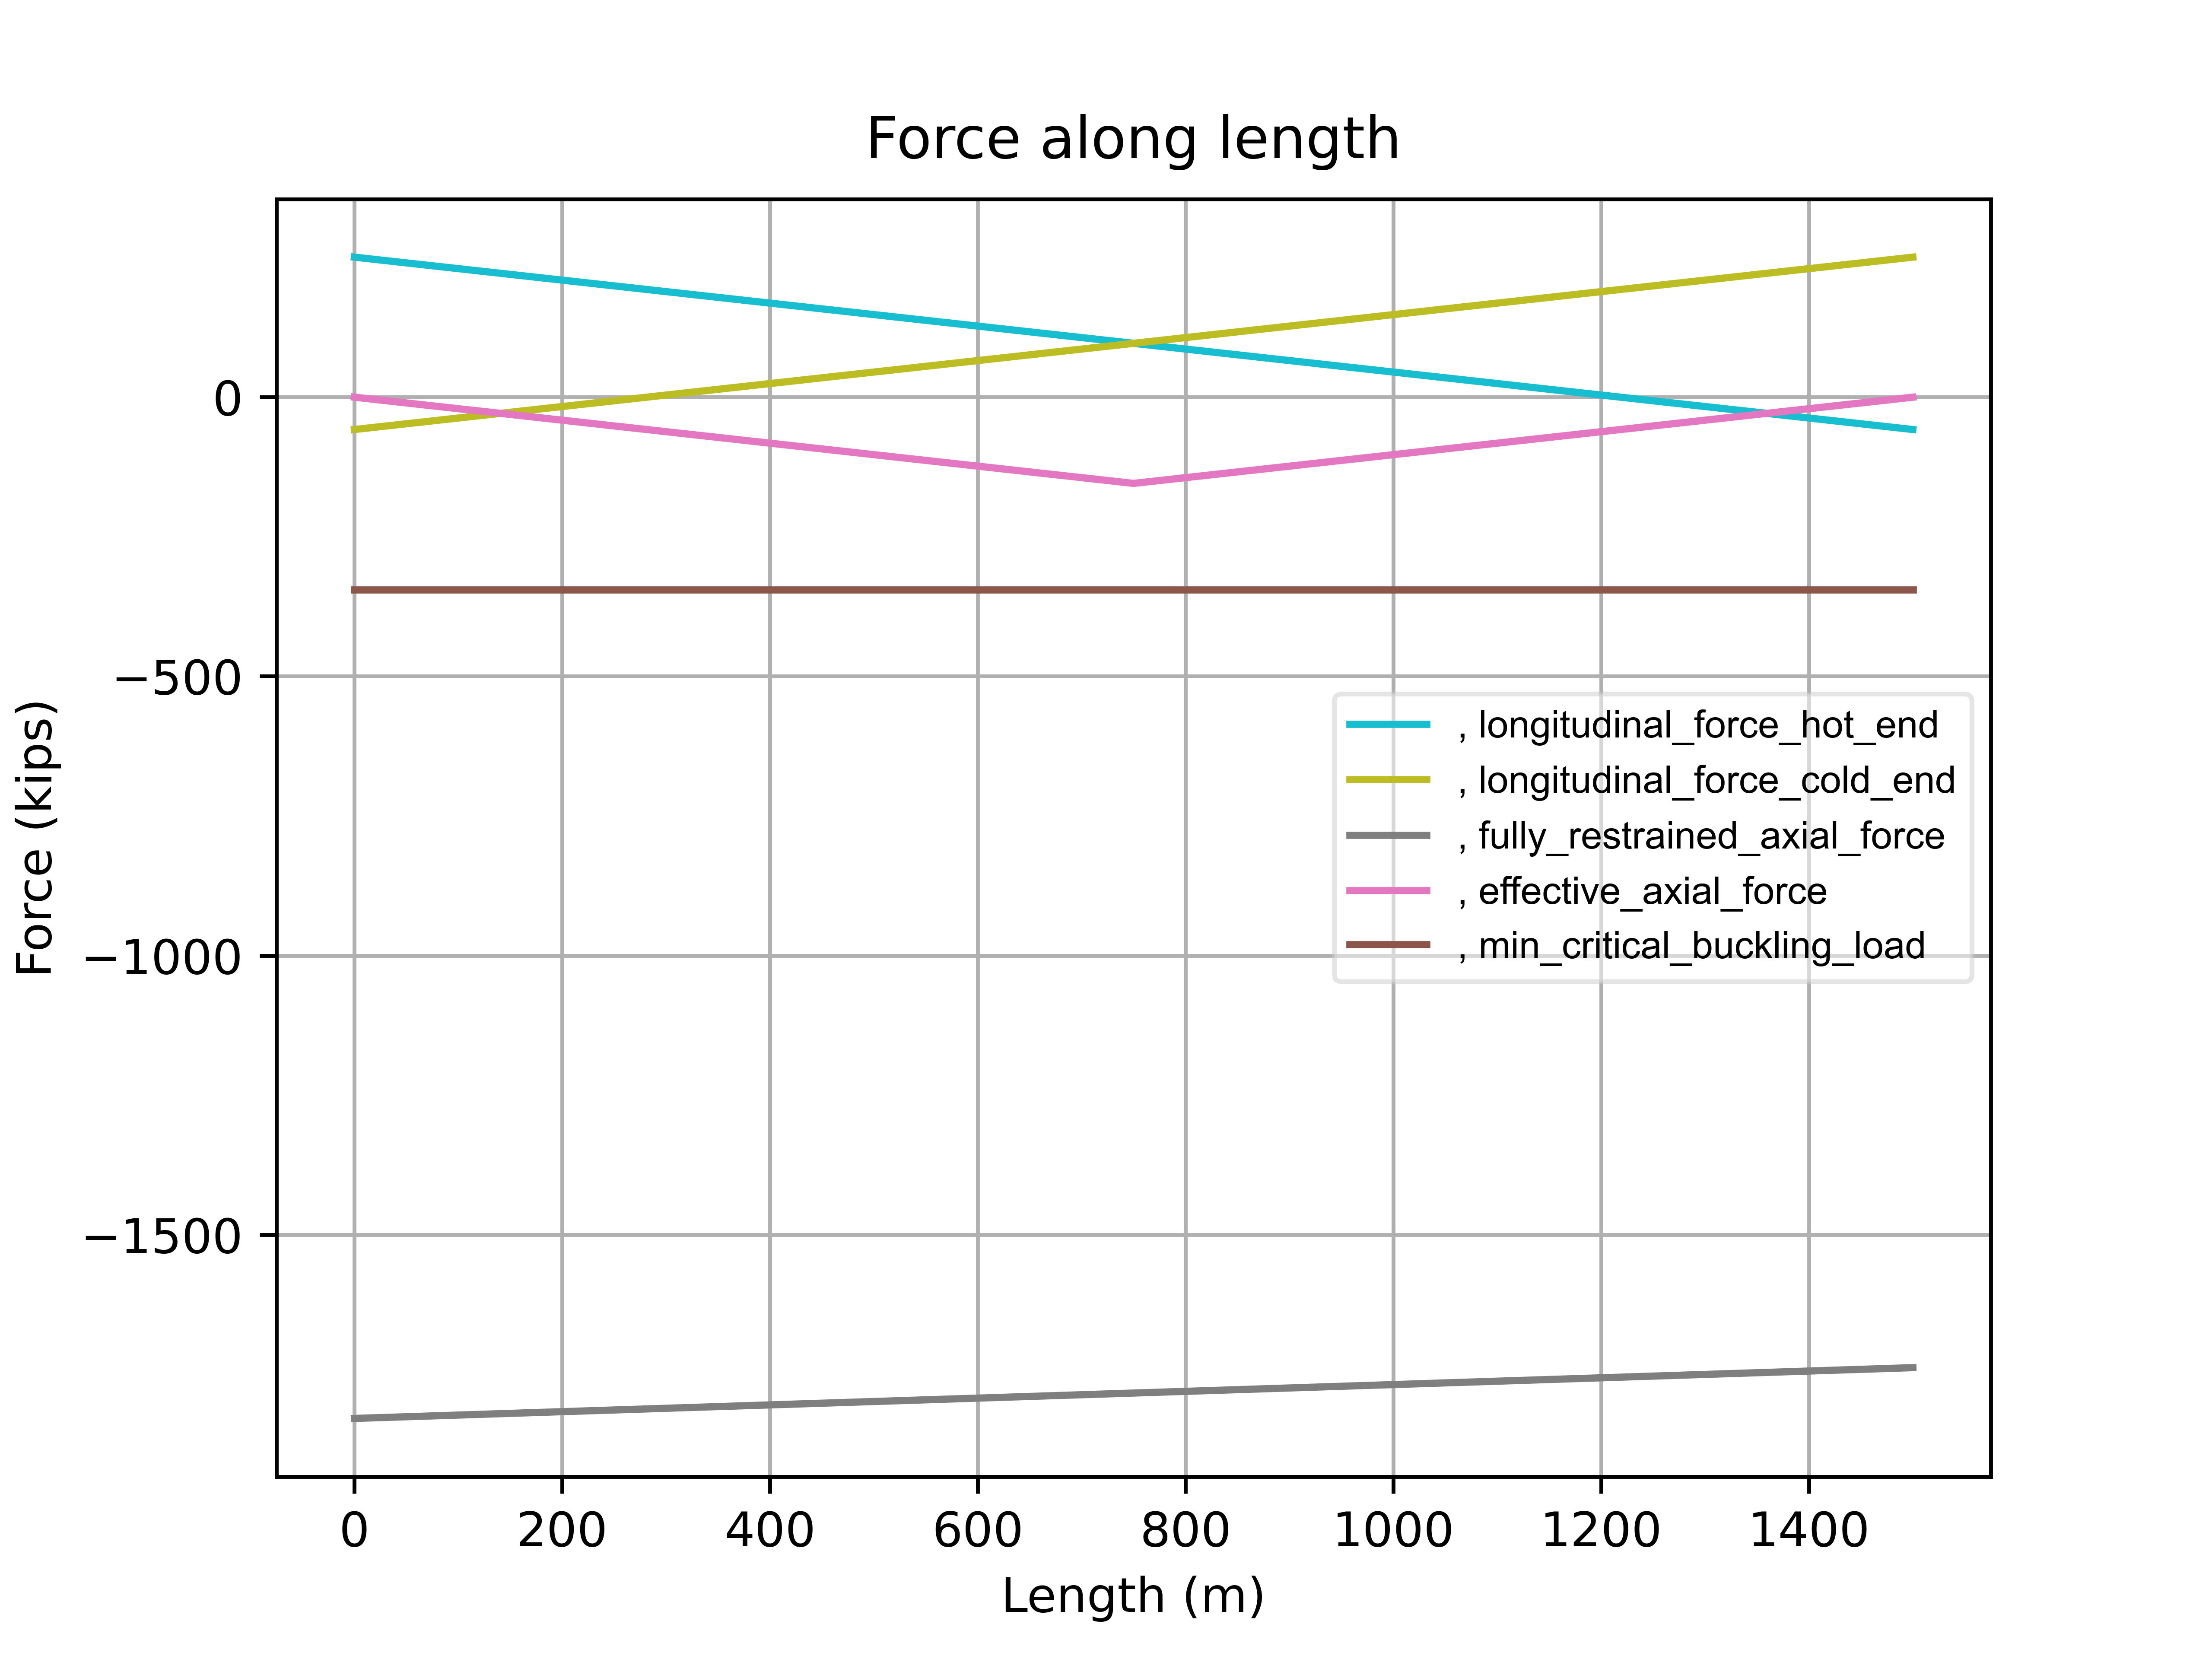 Force along length
Force (kips)
0
−500
−1000
−1500
, longitudinal_force_hot_end
, longitudinal_force_cold_end
, fully_restrained_axial_force
, effective_axial_force
, min_critical_buckling_load
0 200 400 600 800 1000 1200 1400
Length (m)